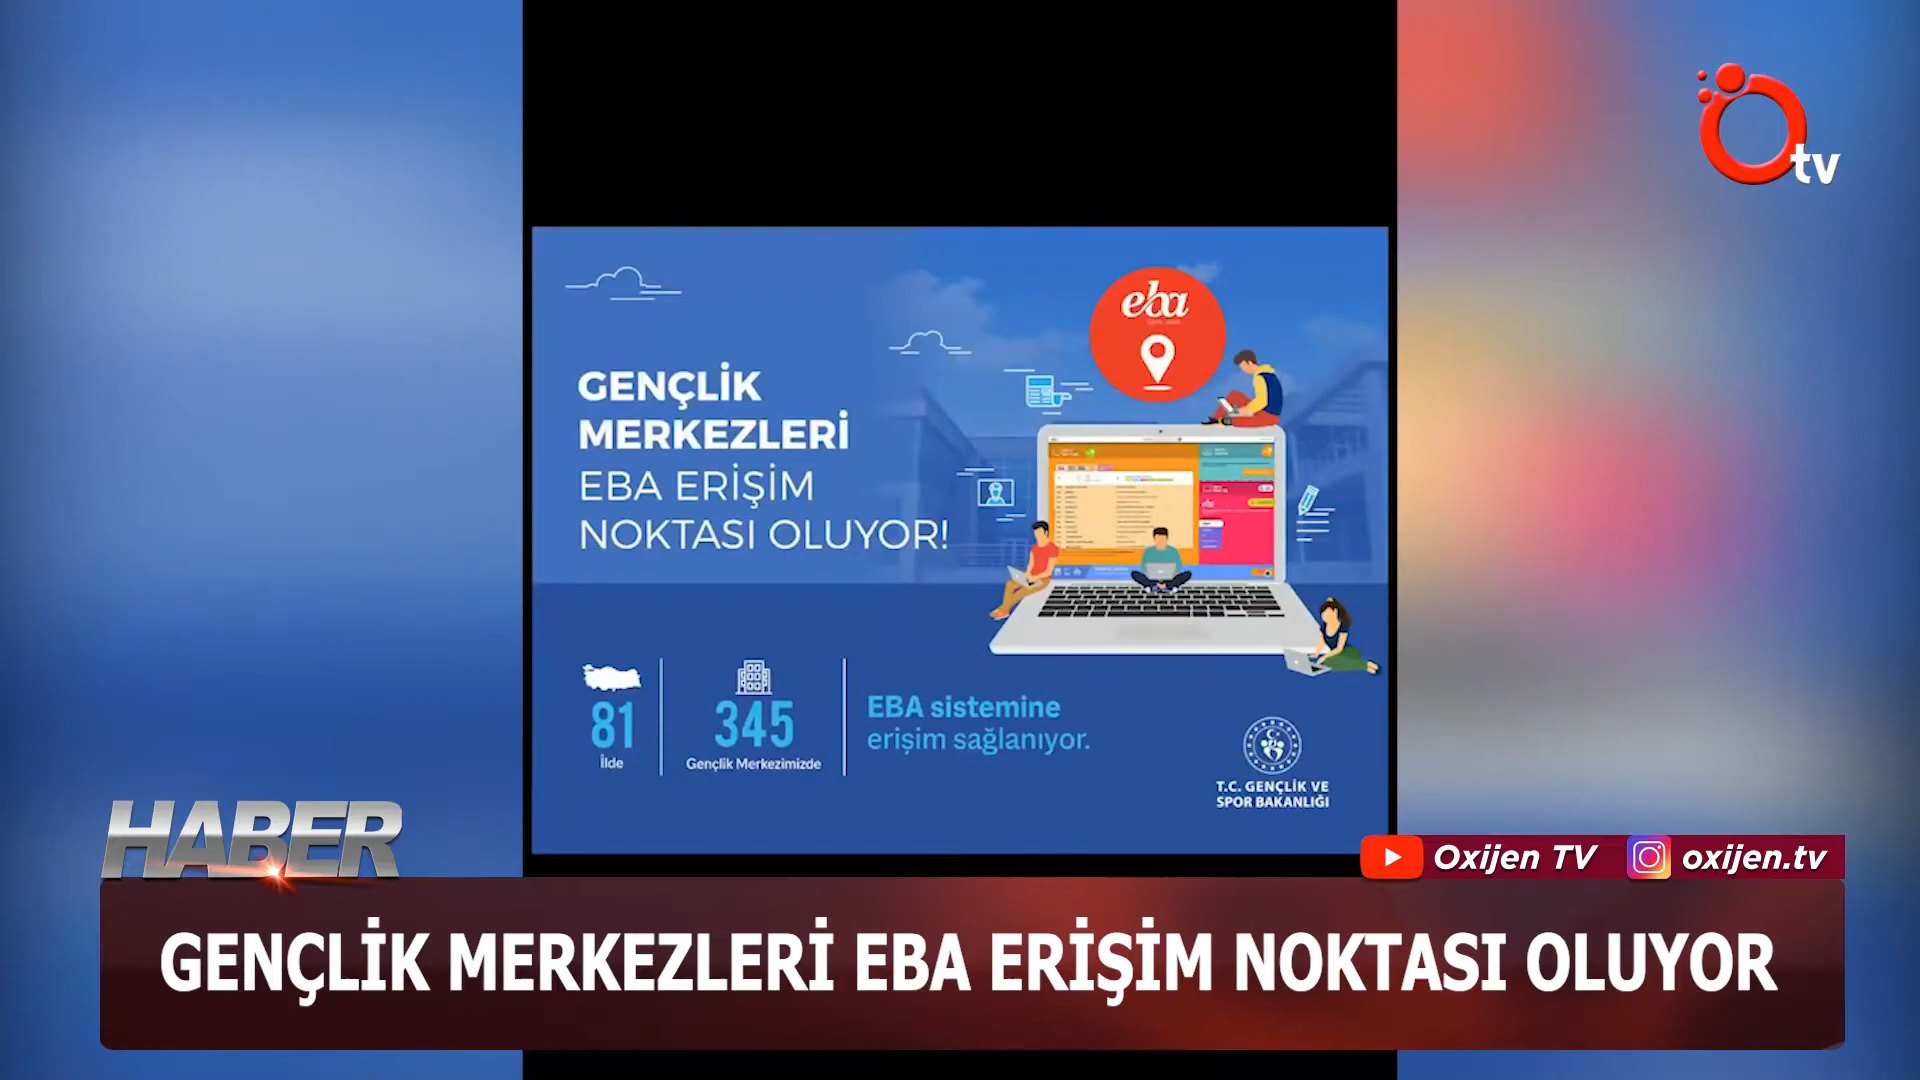 tv
eba
GENÇLİK
MERKEZLERİ
EBA ERİŞİM
NOKTASI OLUYOR!
81
İlde
345
Gençlik Merkezimizde
EBA sistemine
erişim sağlanıyor.
T.C. GENÇLİK VE
SPOR BAKANLIĞI
HABER
Oxijen TV
oxijen.tv
GENÇLİK MERKEZLERİ EBA ERİŞİM NOKTASI OLUYOR